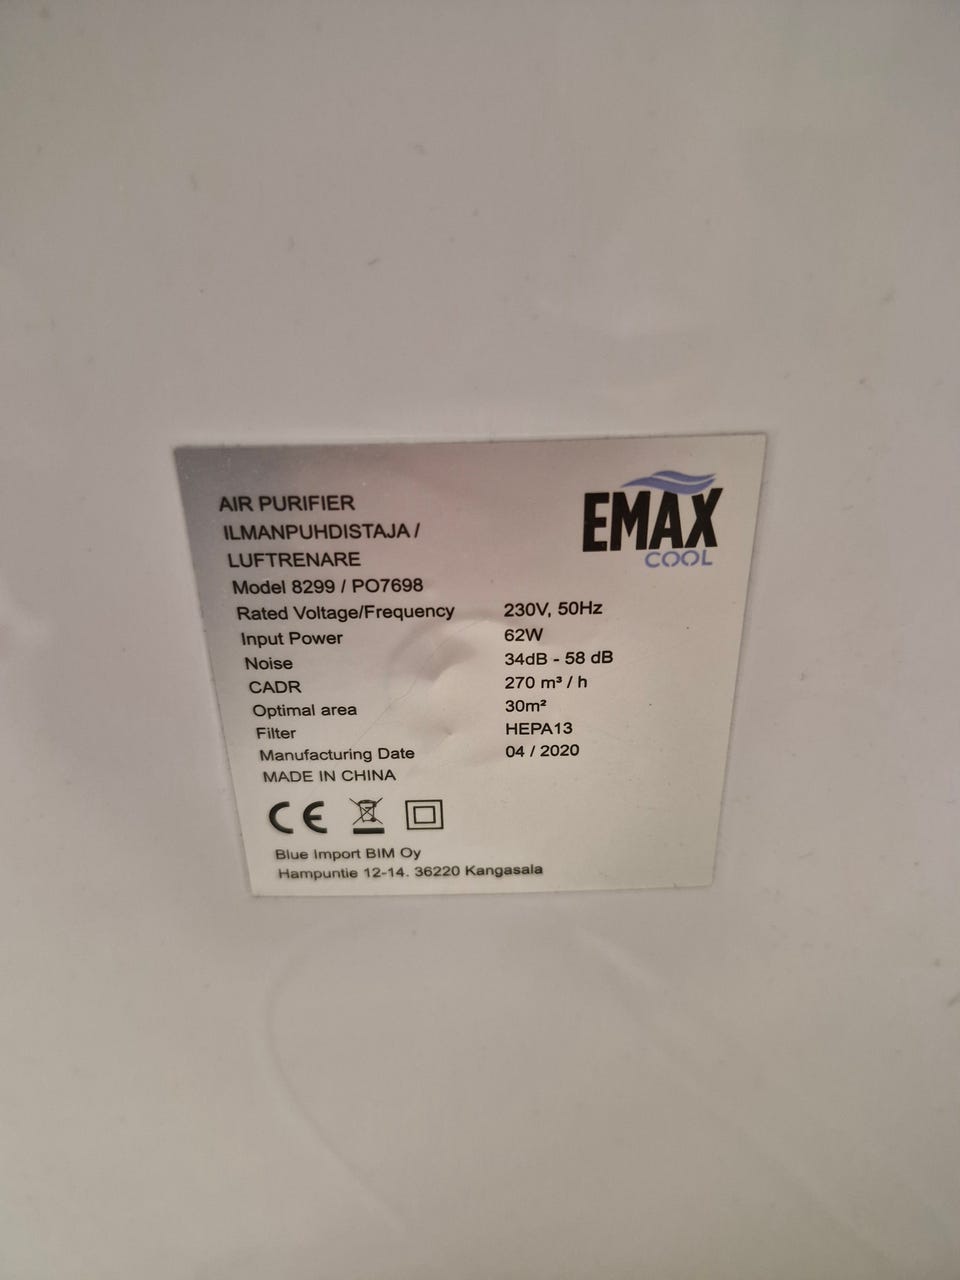 AIR PURIFIER
ILMANPUHDISTAJA /
LUFTRENARE
EMAX
COOL
Model 8299 / PO7698
Rated Voltage/Frequency 230V, 50Hz
Input Power 62W
Noise 34dB - 58 dB
CADR 270 m³ / h
Optimal area 30m²
Filter HEPA13
Manufacturing Date 04 / 2020
MADE IN CHINA
CE
Blue Import BIM Oy
Hampuntie 12-14. 36220 Kangasala